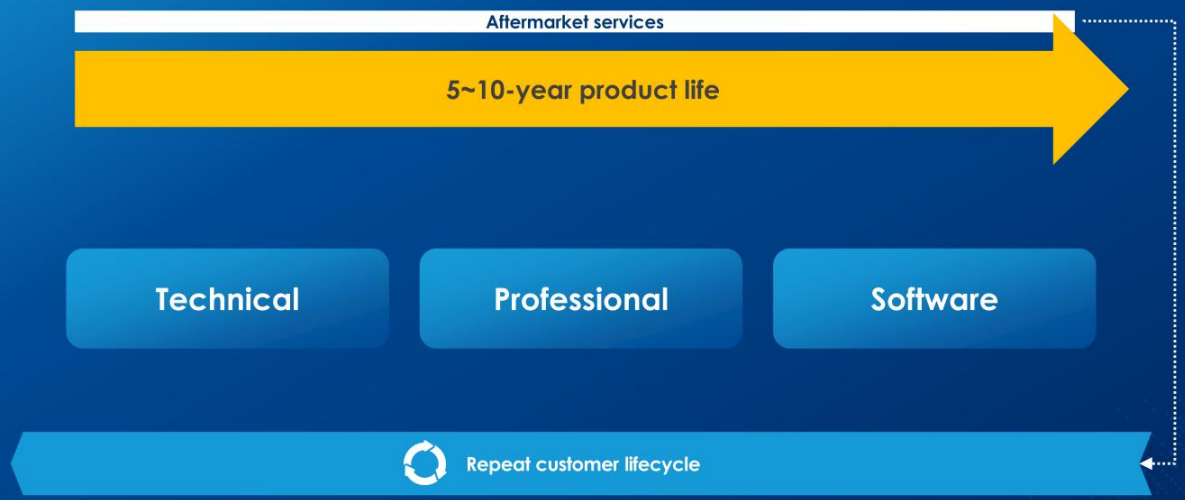 Aftermarket services
5~10-year product life
Technical
Professional
Software
Repeat customer lifecycle